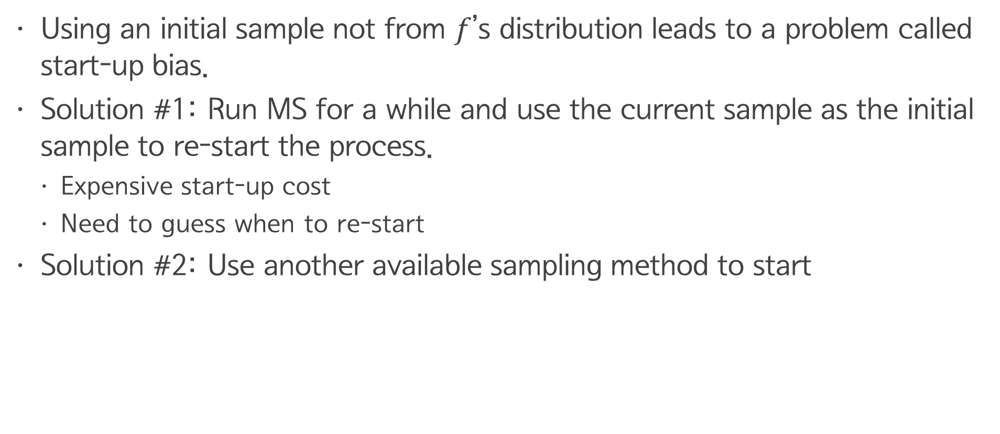 · Using an initial sample not from f's distribution leads to a problem called
start-up bias.
· Solution #1: Run MS for a while and use the current sample as the initial
sample to re-start the process.
· Expensive start-up cost
· Need to guess when to re-start
· Solution #2: Use another available sampling method to start